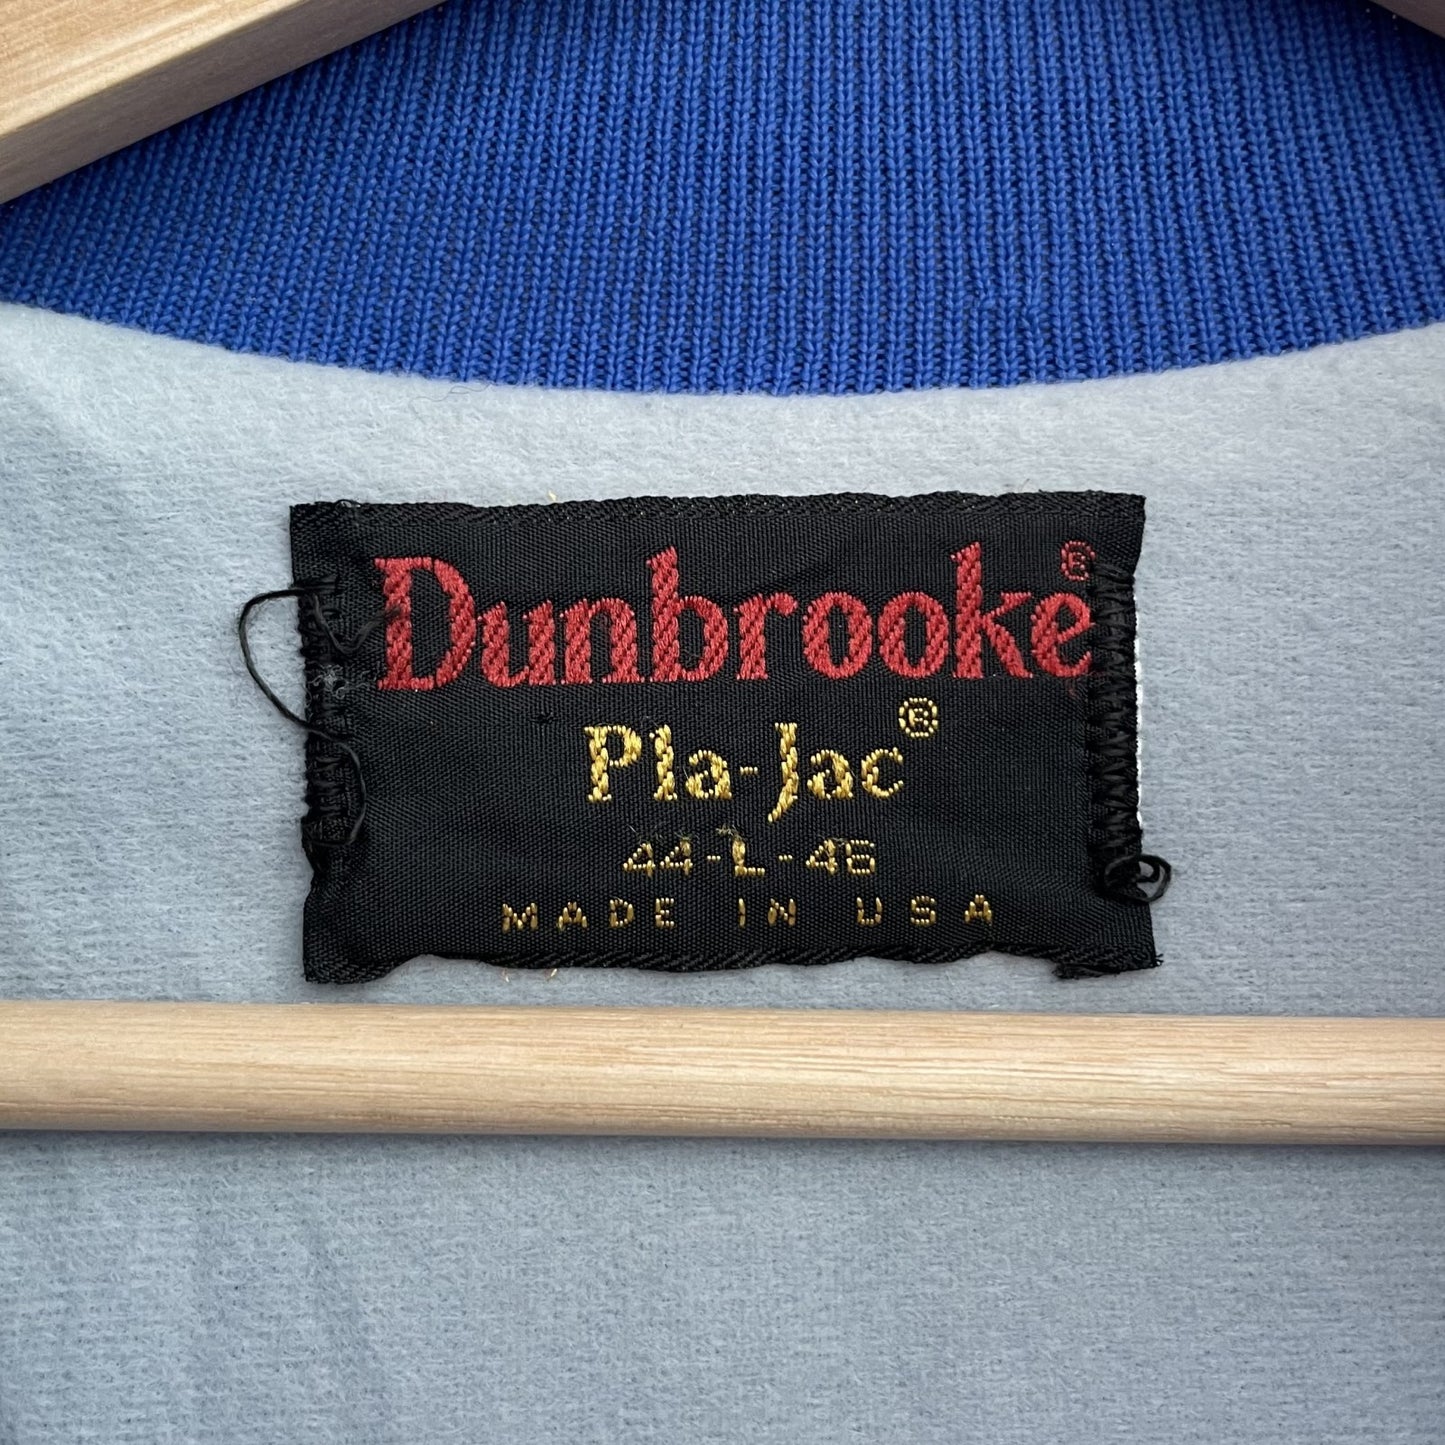 Dunbrooke®
Pla-Jac®
44-L-46
MADE IN USA